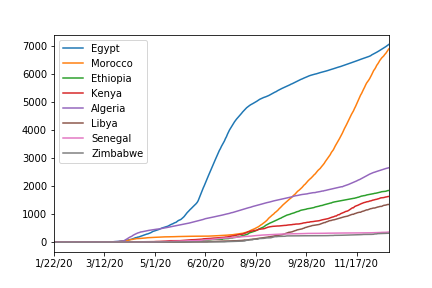 7000
6000
5000
4000
3000
2000
1000
0
Egypt
Morocco
Ethiopia
Kenya
Algeria
Libya
Senegal
Zimbabwe
1/22/20 3/12/20 5/1/20 6/20/20 8/9/20 9/28/20 11/17/20